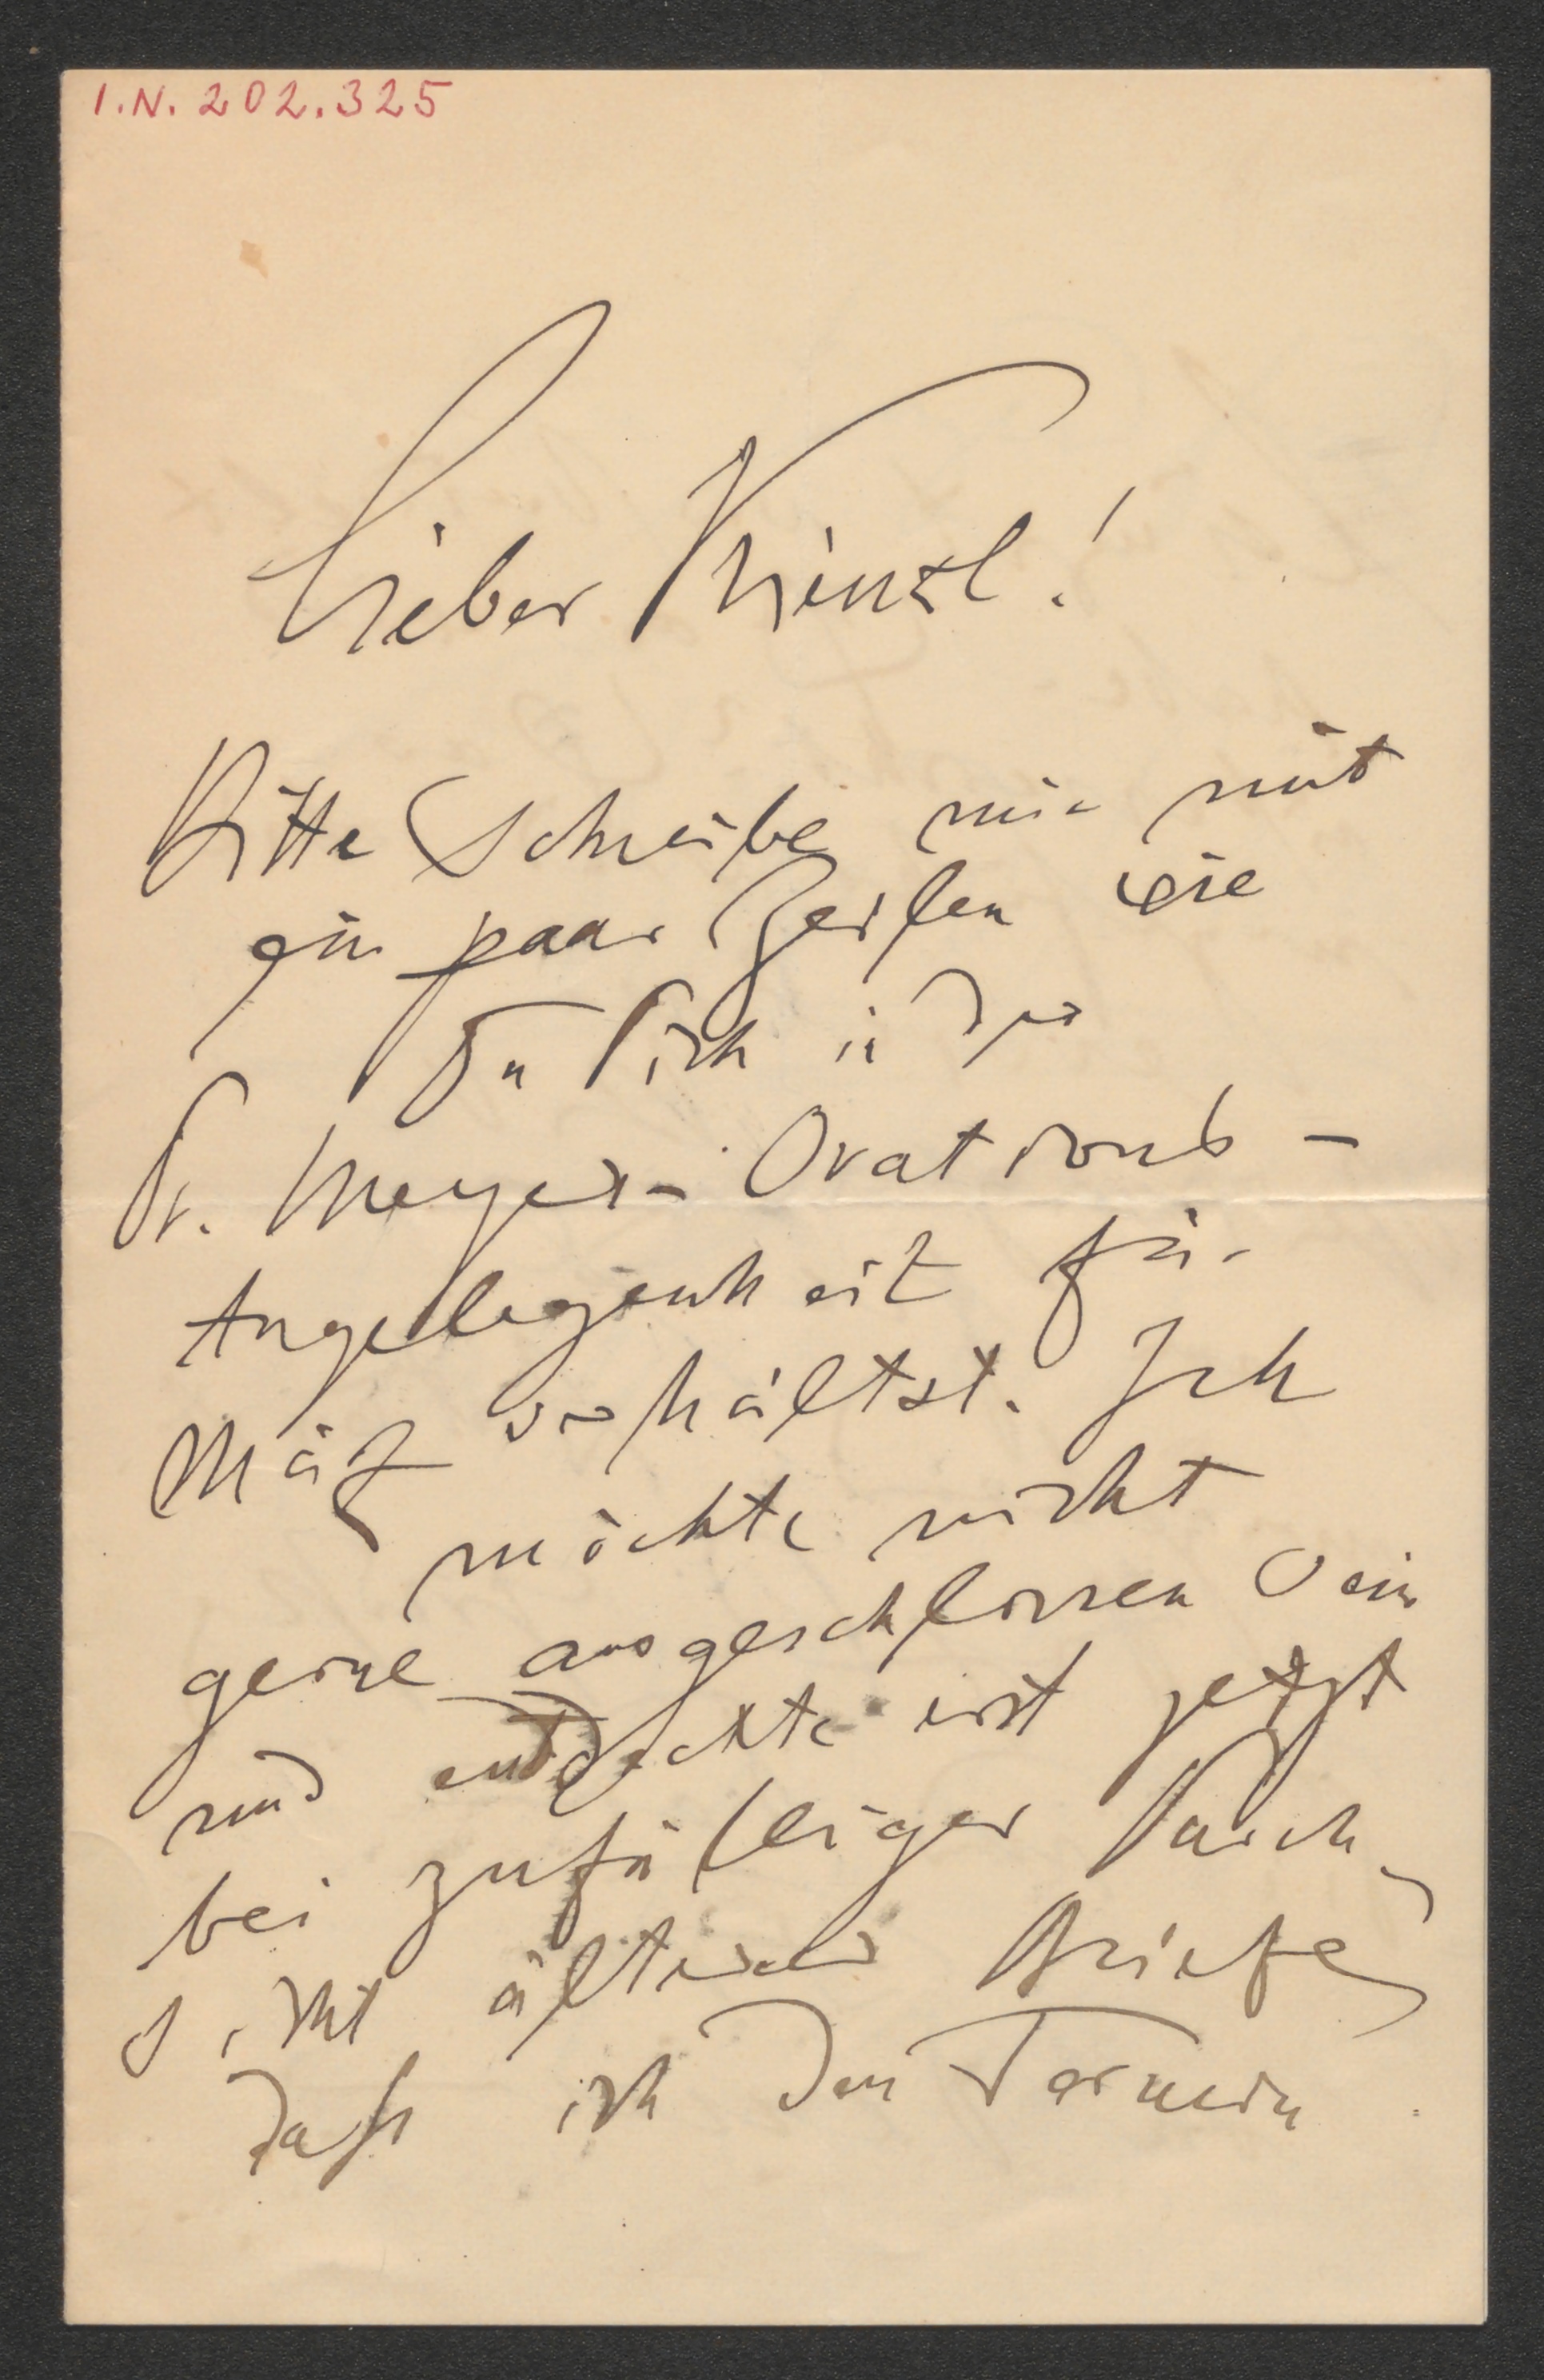 I.N. 202.325
Lieber Kienzl!
Bitte schreibe mir mit
ein paar Zeilen wie
Du Dich in der
Dr. Meyer-Ovations-
Angelegenheit für
März verhältst. Ich
möchte nicht
gerne ausgeschlossen sein
und entdeckte erst jetzt
bei zufälliger Durch-
sicht älterer Briefe,
daß ich den Termin